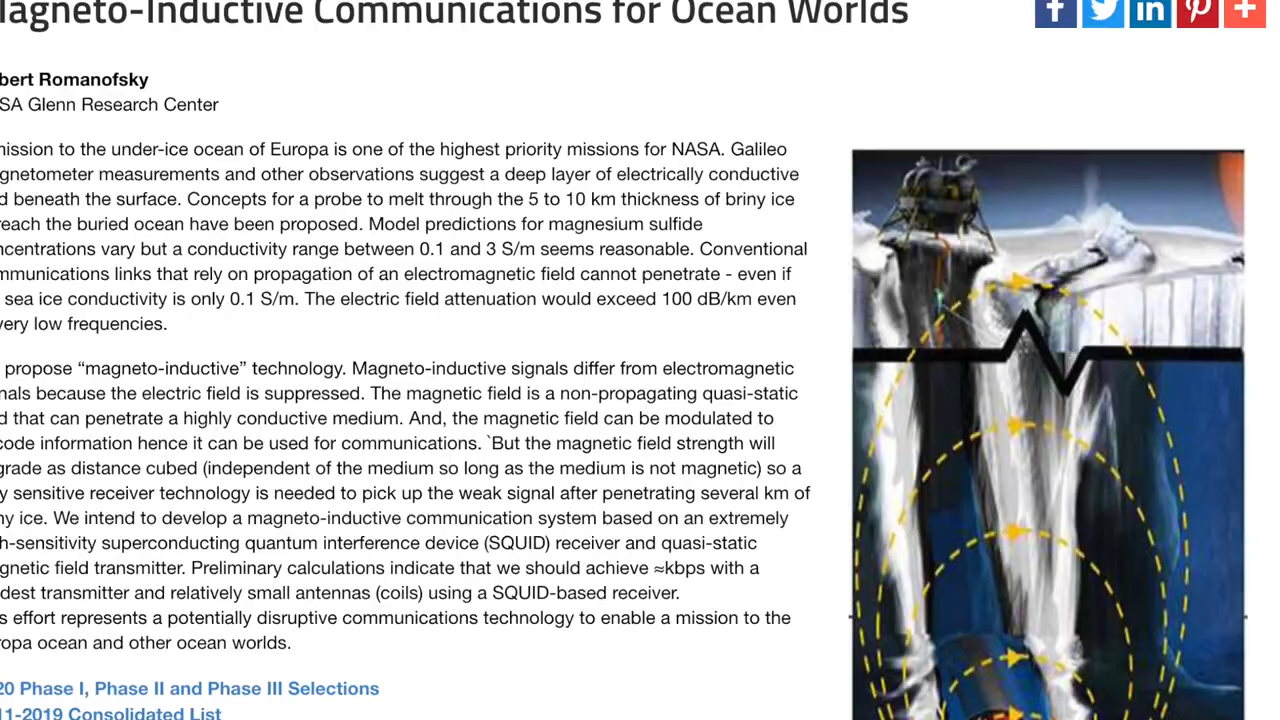 agneto-Inductive Communications for Ocean Worlds
bert Romanofsky
SA Glenn Research Center
ission to the under-ice ocean of Europa is one of the highest priority missions for NASA. Galileo
gnetometer measurements and other observations suggest a deep layer of electrically conductive
d beneath the surface. Concepts for a probe to melt through the 5 to 10 km thickness of briny ice
reach the buried ocean have been proposed. Model predictions for magnesium sulfide
ncentrations vary but a conductivity range between 0.1 and 3 S/m seems reasonable. Conventional
mmunications links that rely on propagation of an electromagnetic field cannot penetrate - even if
sea ice conductivity is only 0.1 S/m. The electric field attenuation would exceed 100 dB/km even
very low frequencies.
propose “magneto-inductive” technology. Magneto-inductive signals differ from electromagnetic
nals because the electric field is suppressed. The magnetic field is a non-propagating quasi-static
d that can penetrate a highly conductive medium. And, the magnetic field can be modulated to
code information hence it can be used for communications. `But the magnetic field strength will
grade as distance cubed (independent of the medium so long as the medium is not magnetic) so a
y sensitive receiver technology is needed to pick up the weak signal after penetrating several km of
ny ice. We intend to develop a magneto-inductive communication system based on an extremely
h-sensitivity superconducting quantum interference device (SQUID) receiver and quasi-static
gnetic field transmitter. Preliminary calculations indicate that we should achieve ≈kbps with a
dest transmitter and relatively small antennas (coils) using a SQUID-based receiver.
s effort represents a potentially disruptive communications technology to enable a mission to the
ropa ocean and other ocean worlds.
20 Phase I, Phase II and Phase III Selections
11-2019 Consolidated List